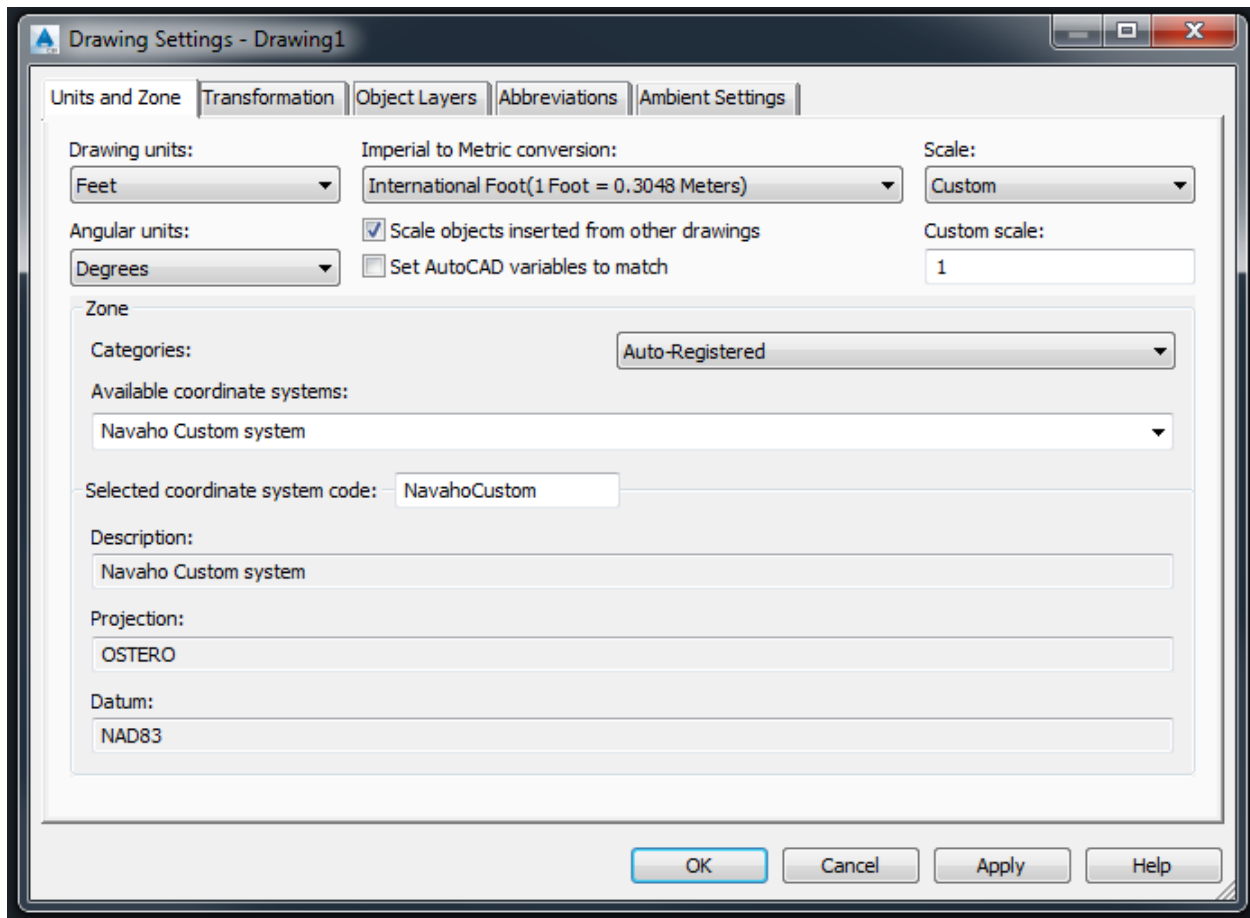 Drawing Settings - Drawing1
Units and Zone Transformation Object Layers Abbreviations Ambient Settings
Drawing units: Imperial to Metric conversion: Scale:
Feet International Foot(1 Foot = 0.3048 Meters) Custom
Angular units: Scale objects inserted from other drawings Custom scale:
Degrees Set AutoCAD variables to match 1
Zone
Categories: Auto-Registered
Available coordinate systems:
Navaho Custom system
Selected coordinate system code: NavahoCustom
Description:
Navaho Custom system
Projection:
OSTERO
Datum:
NAD83
OK Cancel Apply Help